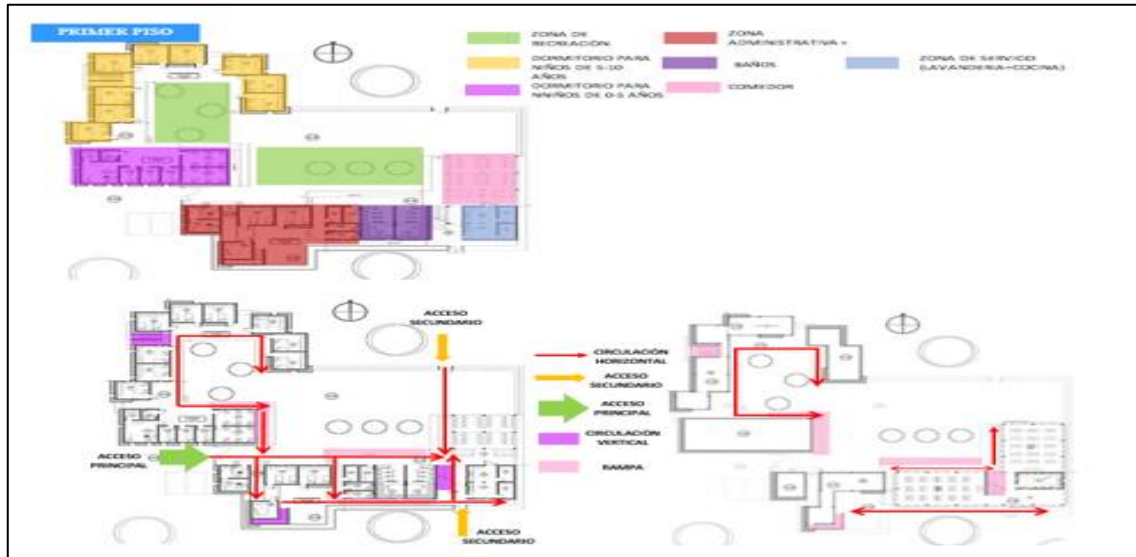 PRIMER PISO
ZONA DE
RECREACIÓN
DORMITORIO PARA
NIÑOS DE 5-10
AÑOS
DORMITORIO PARA
NNIÑOS DE 0-5 AÑOS
ZONA
ADMINISTRATIVA +
BAÑOS
COMEDOR
ZONA DE SERVICIO
(LAVANDERIA+COCINA)
ACCESO
SECUNDARIO
ACCESO
PRINCIPAL
ACCESO
SECUNDARIO
CIRCULACIÓN
HORIZONTAL
ACCESO
SECUNDARIO
ACCESO
PRINCIPAL
CIRCULACIÓN
VERTICAL
RAMPA